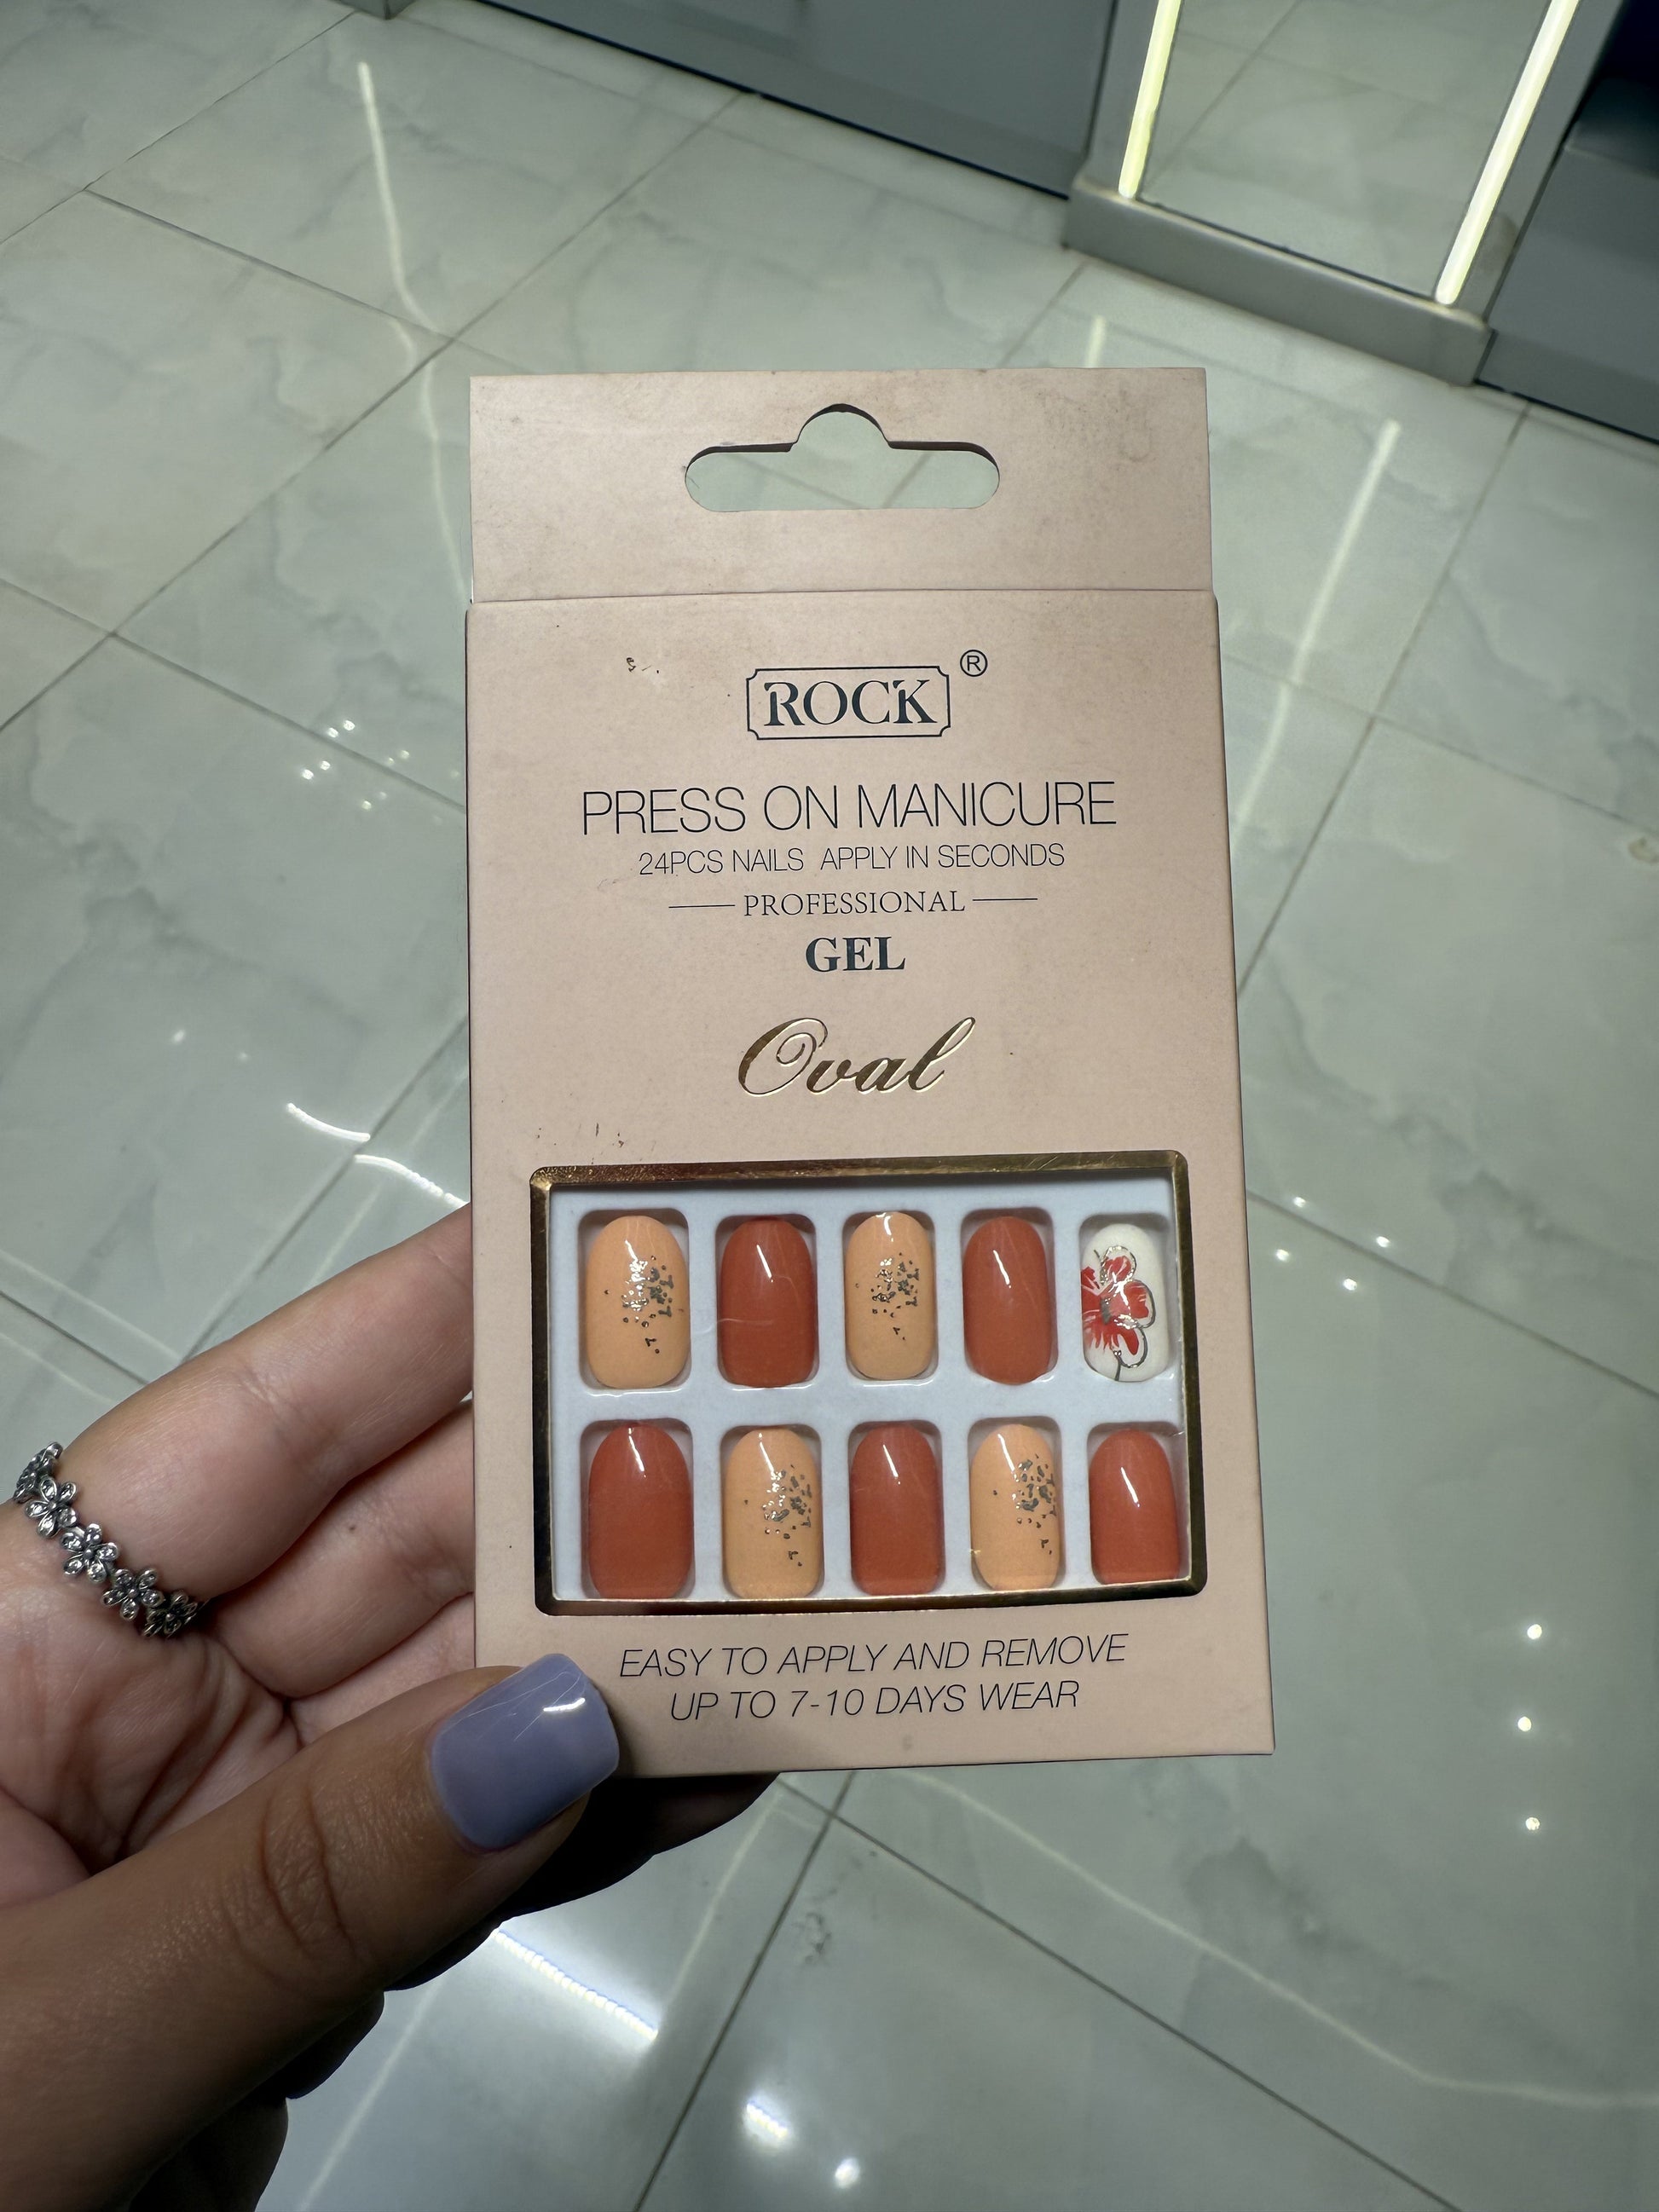 ROCK®
PRESS ON MANICURE
24PCS NAILS APPLY IN SECONDS
PROFESSIONAL
GEL
Oval
EASY TO APPLY AND REMOVE
UP TO 7-10 DAYS WEAR